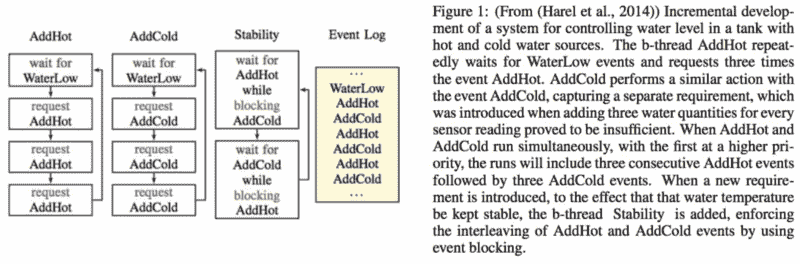 AddHot
wait for
WaterLow
request
AddHot
request
AddHot
request
AddHot
AddCold
wait for
WaterLow
request
AddCold
request
AddCold
request
AddCold
Stability
wait for
AddHot
while
blocking
AddCold
wait for
AddCold
while
blocking
AddHot
Event Log
...
WaterLow
AddHot
AddCold
AddHot
AddCold
AddHot
AddCold
...
Figure 1: (From (Harel et al., 2014)) Incremental develop-
ment of a system for controlling water level in a tank with
hot and cold water sources. The b-thread AddHot repeat-
edly waits for WaterLow events and requests three times
the event AddHot. AddCold performs a similar action with
the event AddCold, capturing a separate requirement, which
was introduced when adding three water quantities for every
sensor reading proved to be insufficient. When AddHot and
AddCold run simultaneously, with the first at a higher pri-
ority, the runs will include three consecutive AddHot events
followed by three AddCold events. When a new require-
ment is introduced, to the effect that that water temperature
be kept stable, the b-thread Stability is added, enforcing
the interleaving of AddHot and AddCold events by using
event blocking.